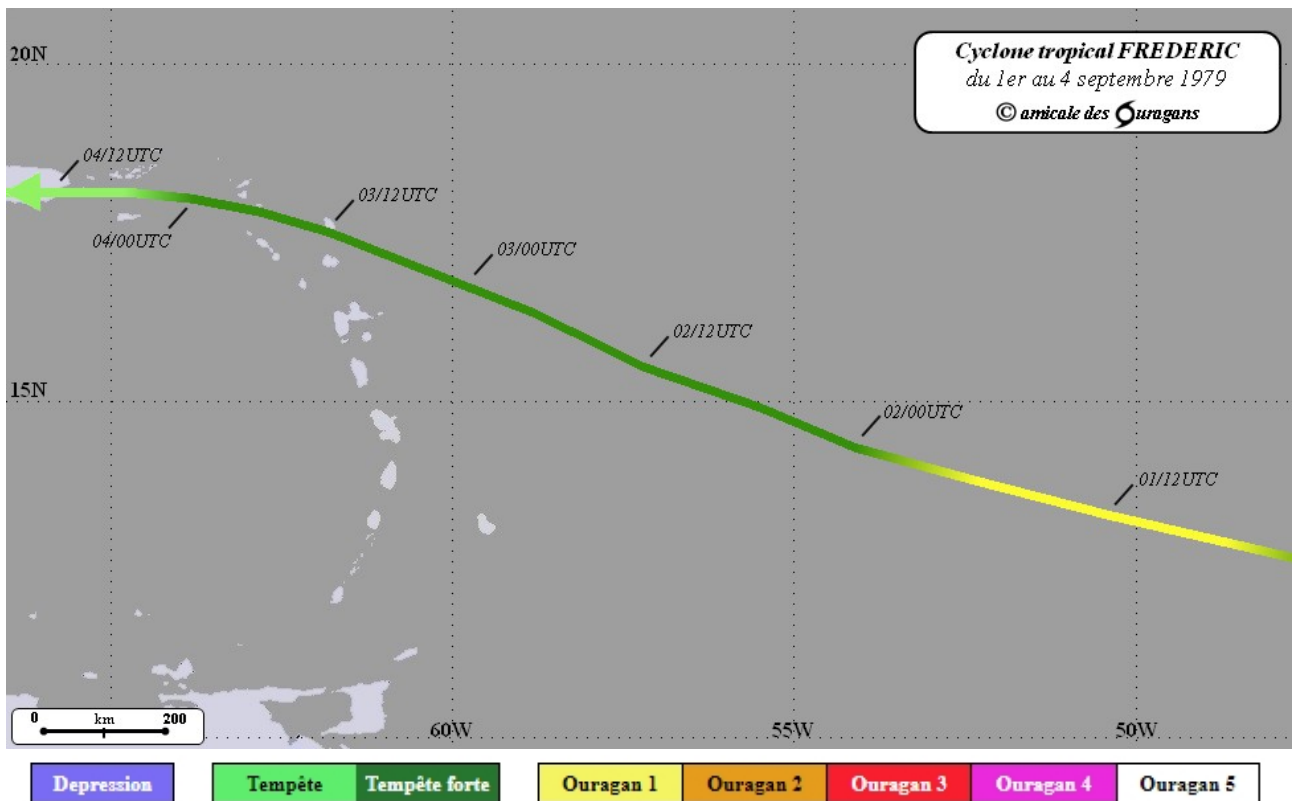 20N
Cyclone tropical FREDERIC
du 1er au 4 septembre 1979
© amicale des Ouragans
04/12UTC
03/12UTC
04/00UTC
03/00UTC
02/12UTC
15N
02/00UTC
01/12UTC
0 km 200
60W 55W 50W
Depression Tempête Tempête forte Ouragan 1 Ouragan 2 Ouragan 3 Ouragan 4 Ouragan 5